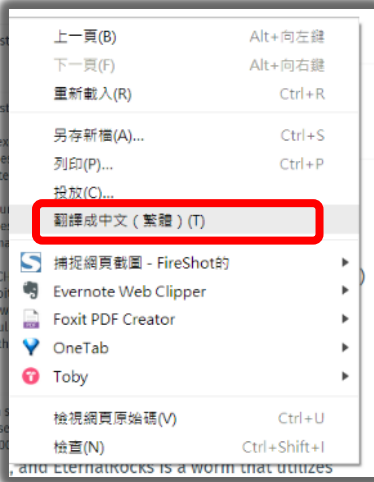 上一頁(B) Alt+向左鍵
下一頁(F) Alt+向右鍵
重新載入(R) Ctrl+R
另存新檔(A)... Ctrl+S
列印(P)... Ctrl+P
投放(C)...
翻譯成中文（繁體）(T)
捕捉網頁截圖 - FireShot的
Evernote Web Clipper
Foxit PDF Creator
OneTab
Toby
檢視網頁原始碼(V) Ctrl+U
檢查(N) Ctrl+Shift+I
, and EternalRocks is a worm that utilizes